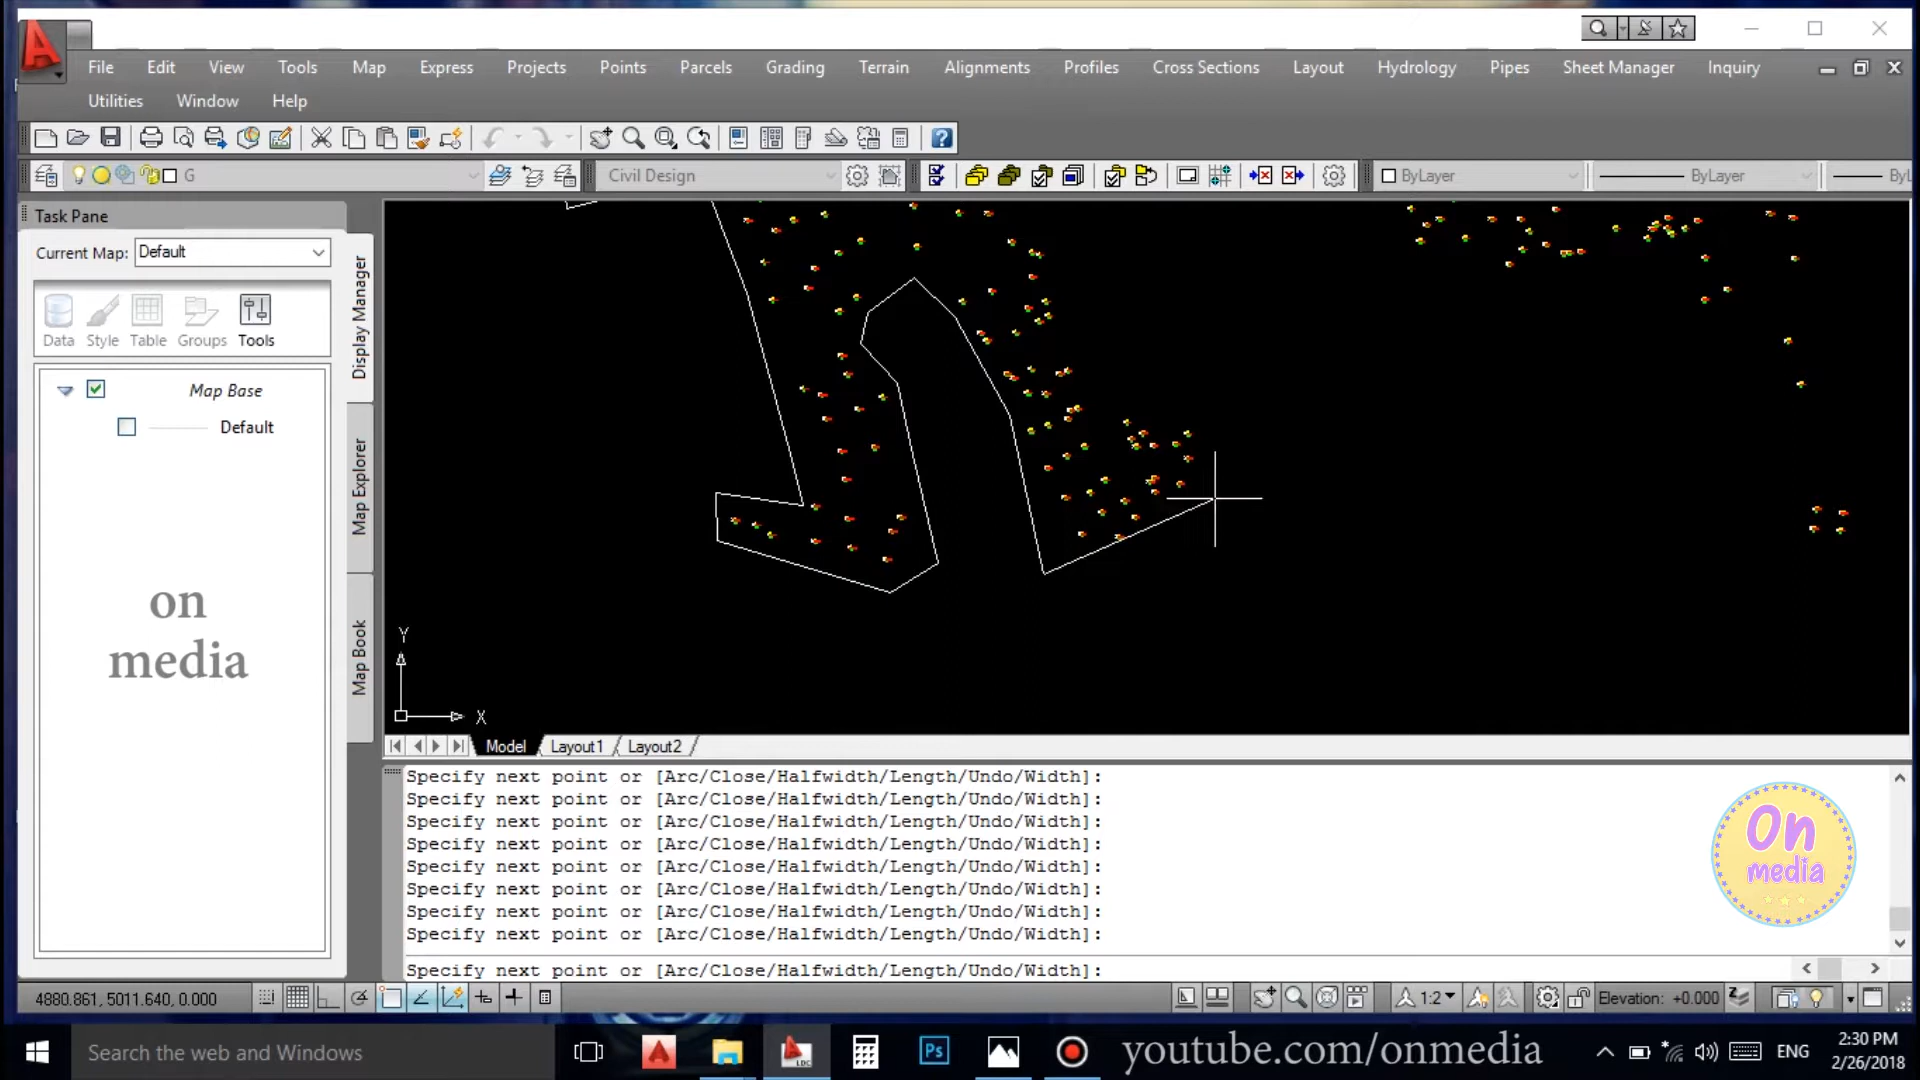 File Edit View Tools Map Express Projects Points Parcels Grading Terrain Alignments Profiles Cross Sections Layout Hydrology Pipes Sheet Manager Inquiry
Utilities Window Help
G Civil Design ByLayer ByLayer
Task Pane
Current Map: Default
Data Style Table Groups Tools
Map Base
Default
Display Manager
Map Explorer
Map Book
on
media
Y
X
Model Layout1 Layout2
Specify next point or [Arc/Close/Halfwidth/Length/Undo/Width]:
Specify next point or [Arc/Close/Halfwidth/Length/Undo/Width]:
Specify next point or [Arc/Close/Halfwidth/Length/Undo/Width]:
Specify next point or [Arc/Close/Halfwidth/Length/Undo/Width]:
Specify next point or [Arc/Close/Halfwidth/Length/Undo/Width]:
Specify next point or [Arc/Close/Halfwidth/Length/Undo/Width]:
Specify next point or [Arc/Close/Halfwidth/Length/Undo/Width]:
Specify next point or [Arc/Close/Halfwidth/Length/Undo/Width]:
Specify next point or [Arc/Close/Halfwidth/Length/Undo/Width]:
On
media
4880.861, 5011.640, 0.000 1:2 Elevation: +0.000
Search the web and Windows Ps youtube.com/onmedia ENG
2:30 PM
2/26/2018